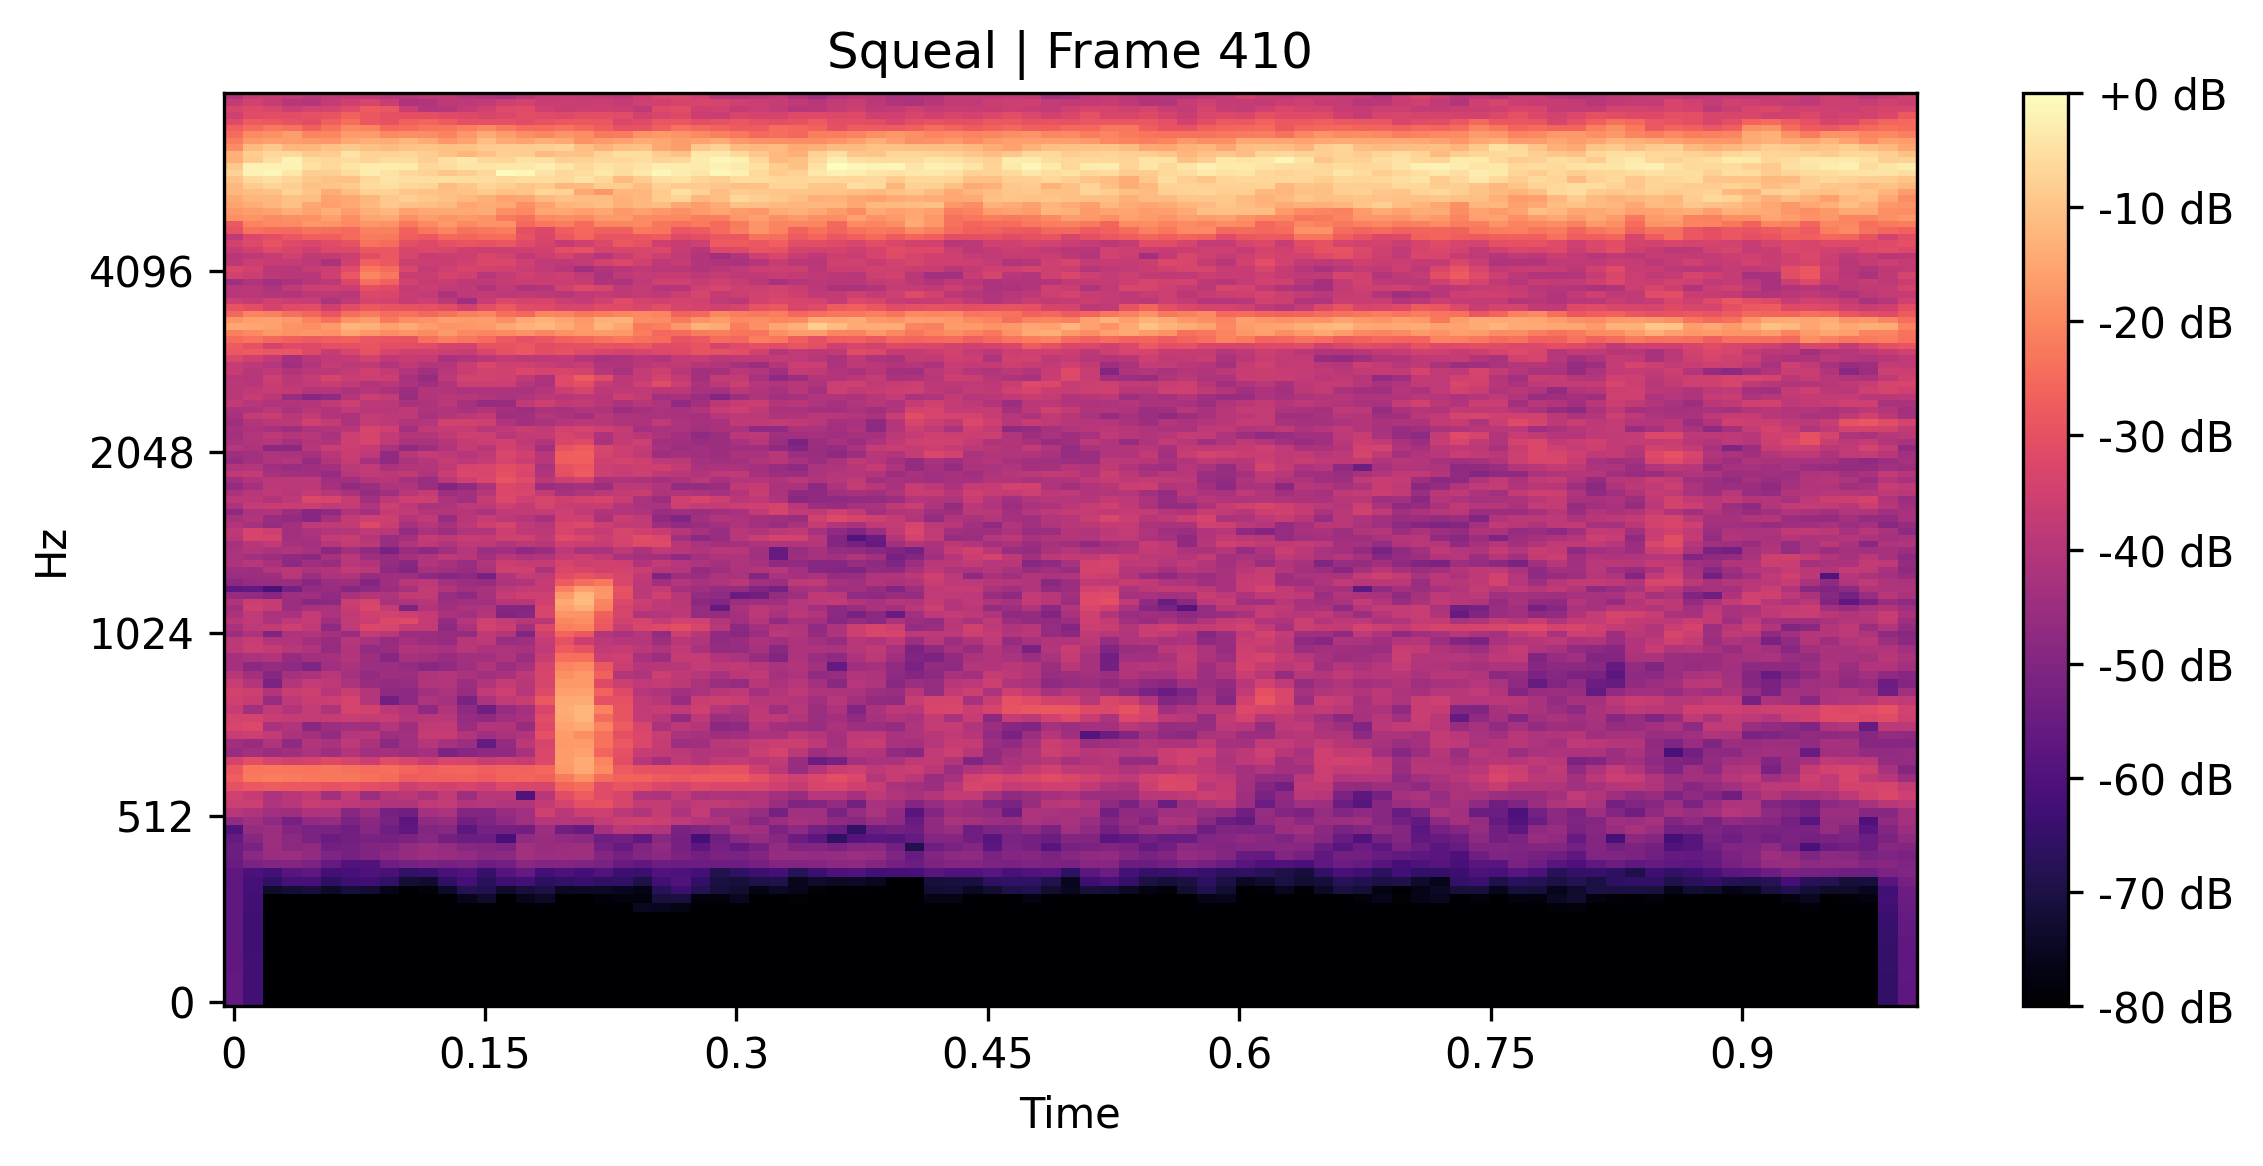 Squeal | Frame 410
+0 dB
-10 dB
-20 dB
-30 dB
-40 dB
-50 dB
-60 dB
-70 dB
-80 dB
Hz
4096
2048
1024
512
0
0 0.15 0.3 0.45 0.6 0.75 0.9
Time